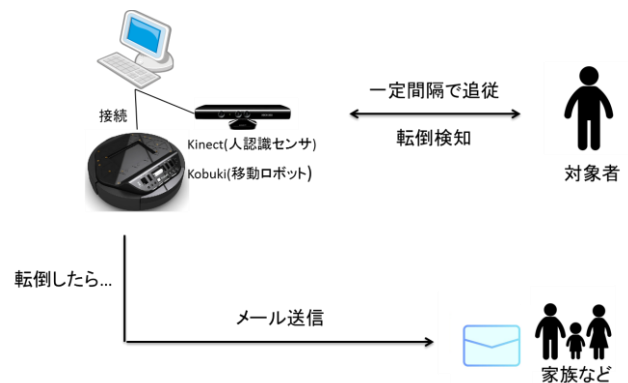 一定間隔で追従
接続
Kinect(人認識センサ)
転倒検知
Kobuki(移動ロボット)
対象者
転倒したら...
メール送信
家族など